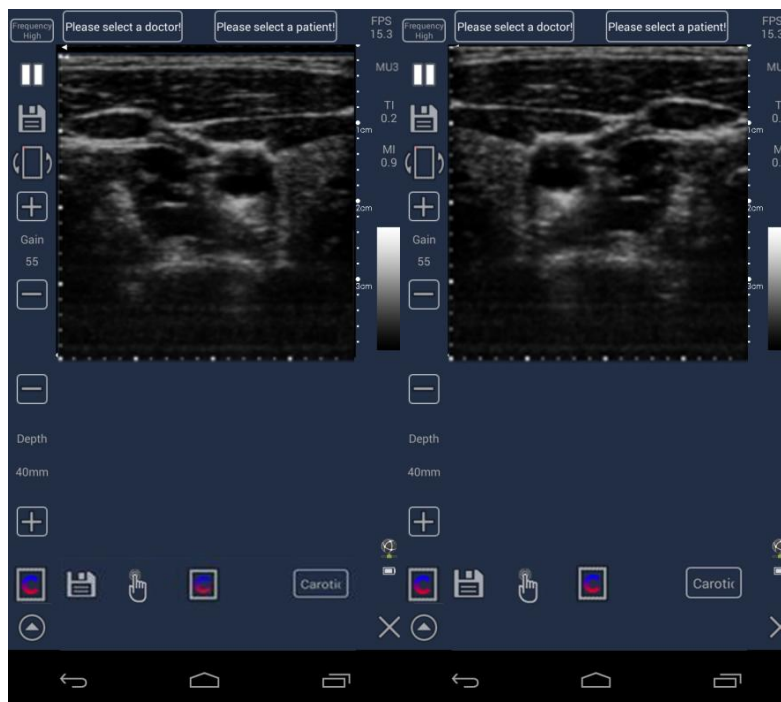 Frequency
High
Please select a doctor!
Please select a patient!
FPS
15.3
MU3
TI
0.2
MI
0.9
1cm
2cm
3cm
Gain
55
Depth
40mm
Carotic
Frequency
High
Please select a doctor!
Please select a patient!
FPS
15.3
MU
1cm
2cm
3cm
Gain
55
Depth
40mm
Carotic